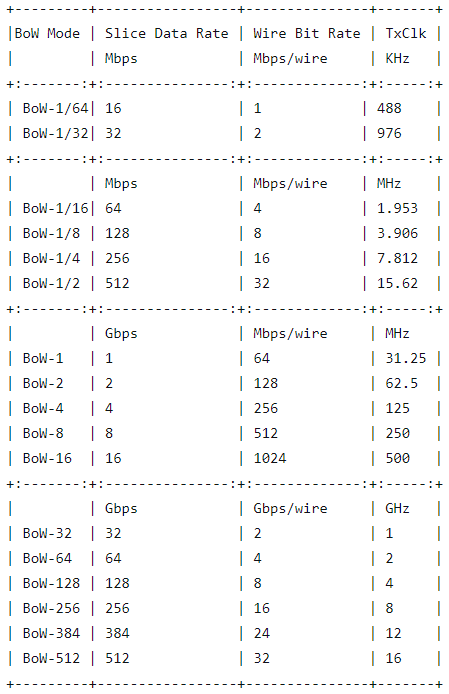 +---------+---------------+--------------+-------+
|BoW Mode | Slice Data Rate | Wire Bit Rate | TxClk |
| | Mbps | Mbps/wire | KHz |
+:-------:+:---------------:+:-------------:+:-----:+
| BoW-1/64| 16 | 1 | 488 |
| BoW-1/32| 32 | 2 | 976 |
+:-------:+:---------------:+:-------------:+:-----:+
| | Mbps | Mbps/wire | MHz |
| BoW-1/16| 64 | 4 | 1.953 |
| BoW-1/8 | 128 | 8 | 3.906 |
| BoW-1/4 | 256 | 16 | 7.812 |
| BoW-1/2 | 512 | 32 | 15.62 |
+:-------:+:---------------:+:-------------:+:-----:+
| | Gbps | Mbps/wire | MHz |
| BoW-1 | 1 | 64 | 31.25 |
| BoW-2 | 2 | 128 | 62.5 |
| BoW-4 | 4 | 256 | 125 |
| BoW-8 | 8 | 512 | 250 |
| BoW-16 | 16 | 1024 | 500 |
+:-------:+:---------------:+:-------------:+:-----:+
| | Gbps | Gbps/wire | GHz |
| BoW-32 | 32 | 2 | 1 |
| BoW-64 | 64 | 4 | 2 |
| BoW-128 | 128 | 8 | 4 |
| BoW-256 | 256 | 16 | 8 |
| BoW-384 | 384 | 24 | 12 |
| BoW-512 | 512 | 32 | 16 |
+---------+---------------+--------------+-------+